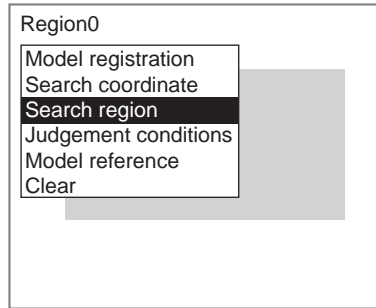 Region0
Model registration
Search coordinate
Search region
Judgement conditions
Model reference
Clear